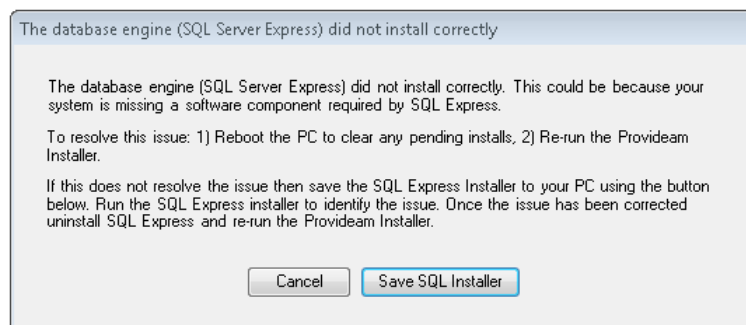 The database engine (SQL Server Express) did not install correctly
The database engine (SQL Server Express) did not install correctly. This could be because your
system is missing a software component required by SQL Express.
To resolve this issue: 1) Reboot the PC to clear any pending installs, 2) Re-run the Provideam
Installer.
If this does not resolve the issue then save the SQL Express Installer to your PC using the button
below. Run the SQL Express installer to identify the issue. Once the issue has been corrected
uninstall SQL Express and re-run the Provideam Installer.
Cancel
Save SQL Installer